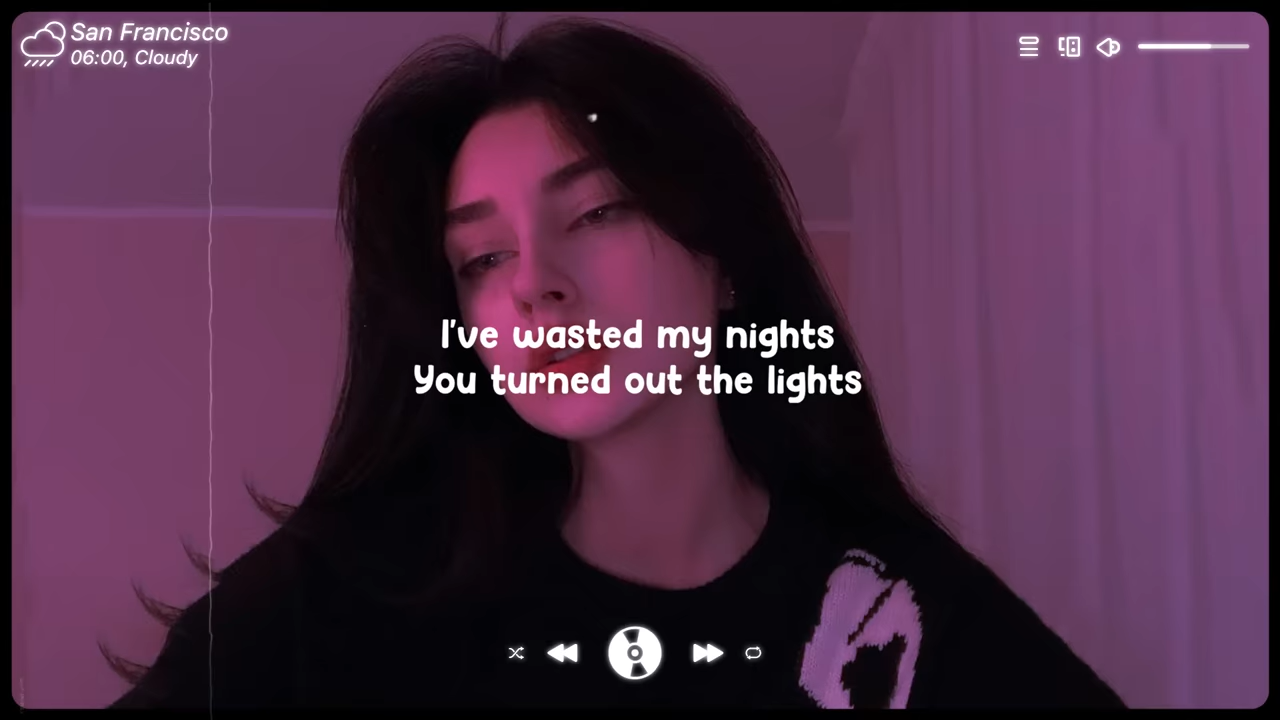 San Francisco
06:00, Cloudy
I've wasted my nights
You turned out the lights